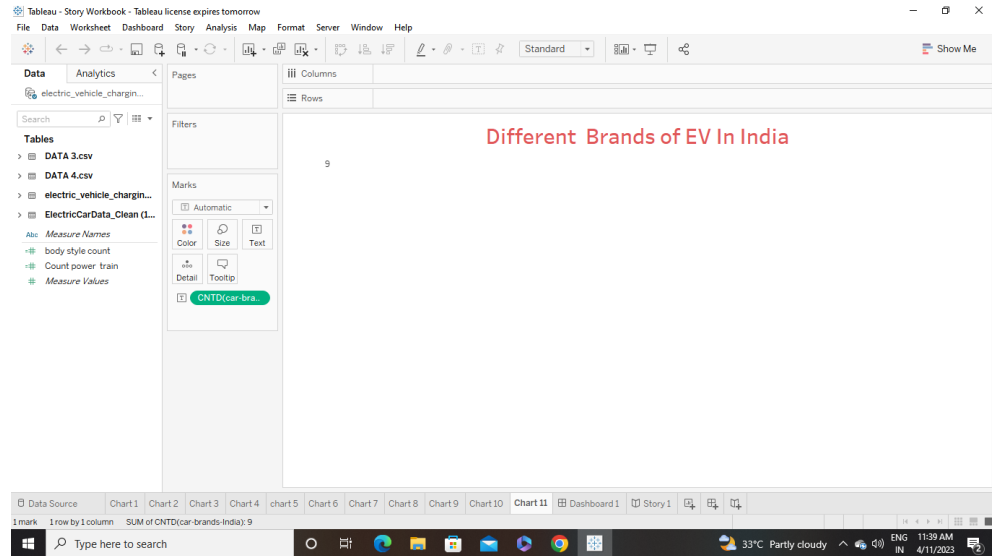 Tableau - Story Workbook - Tableau license expires tomorrow
File Data Worksheet Dashboard Story Analysis Map Format Server Window Help
Standard Show Me
Data Analytics Pages iii Columns
electric_vehicle_chargin...
Rows
Search
Filters
Different Brands of EV In India
Tables
DATA 3.csv
9
DATA 4.csv
Marks
electric_vehicle_chargin...
Automatic
ElectricCarData_Clean (1...
Abc Measure Names
Color Size Text
body style count
Count power train
Detail Tooltip
Measure Values
CNTD(car-bra..
Data Source Chart 1 Chart 2 Chart 3 Chart 4 chart 5 Chart 6 Chart 7 Chart 8 Chart 9 Chart 10 Chart 11 Dashboard 1 Story 1
1 mark 1 row by 1 column SUM of CNTD(car-brands-India): 9
Type here to search 33°C Partly cloudy ENG 11:39 AM
IN 4/11/2023 2